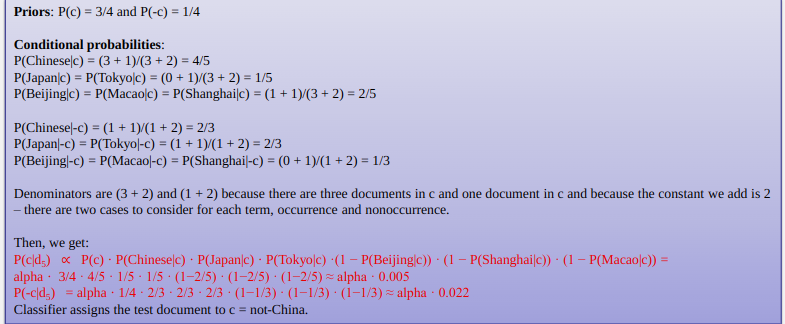 Priors: P(c) = 3/4 and P(-c) = 1/4
Conditional probabilities:
P(Chinese|c) = (3 + 1)/(3 + 2) = 4/5
P(Japan|c) = P(Tokyo|c) = (0 + 1)/(3 + 2) = 1/5
P(Beijing|c) = P(Macao|c) = P(Shanghai|c) = (1 + 1)/(3 + 2) = 2/5
P(Chinese|-c) = (1 + 1)/(1 + 2) = 2/3
P(Japan|-c) = P(Tokyo|-c) = (1 + 1)/(1 + 2) = 2/3
P(Beijing|-c) = P(Macao|-c) = P(Shanghai|-c) = (0 + 1)/(1 + 2) = 1/3
Denominators are (3 + 2) and (1 + 2) because there are three documents in c and one document in c and because the constant we add is 2
– there are two cases to consider for each term, occurrence and nonoccurrence.
Then, we get:
P(c|d₅) ∝ P(c) · P(Chinese|c) · P(Japan|c) · P(Tokyo|c) ·(1 − P(Beijing|c)) · (1 − P(Shanghai|c)) · (1 − P(Macao|c)) =
alpha · 3/4 · 4/5 · 1/5 · 1/5 · (1−2/5) · (1−2/5) · (1−2/5) ≈ alpha · 0.005
P(-c|d₅) = alpha · 1/4 · 2/3 · 2/3 · 2/3 · (1−1/3) · (1−1/3) · (1−1/3) ≈ alpha · 0.022
Classifier assigns the test document to c = not-China.